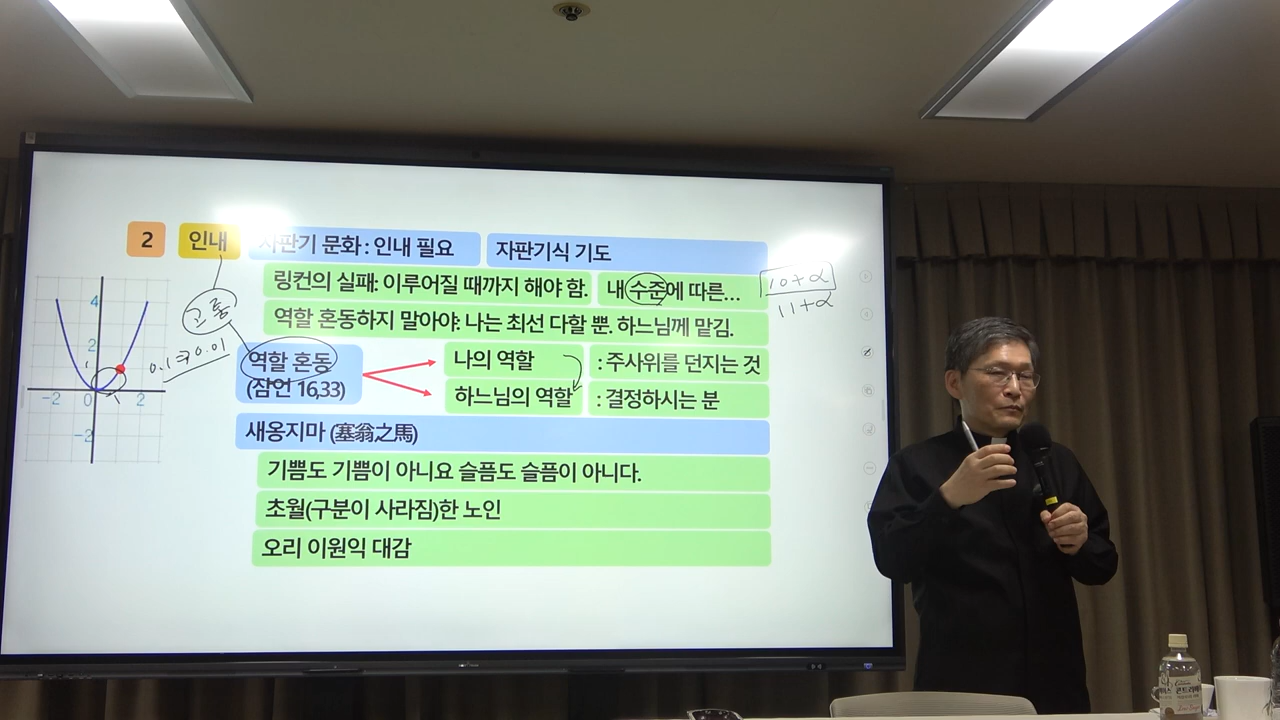 2 인내 자판기 문화 : 인내 필요 자판기식 기도
링컨의 실패: 이루어질 때까지 해야 함. 내 수준에 따른...
10+α
11+α
역할 혼동하지 말아야: 나는 최선 다할 뿐. 하느님께 맡김.
고통
0.1⇒0.01
역할 혼동
(잠언 16,33)
나의 역할 : 주사위를 던지는 것
하느님의 역할 : 결정하시는 분
새옹지마 (塞翁之馬)
기쁨도 기쁨이 아니요 슬픔도 슬픔이 아니다.
초월(구분이 사라짐)한 노인
오리 이원익 대감
4
2
-2 0 2
-2